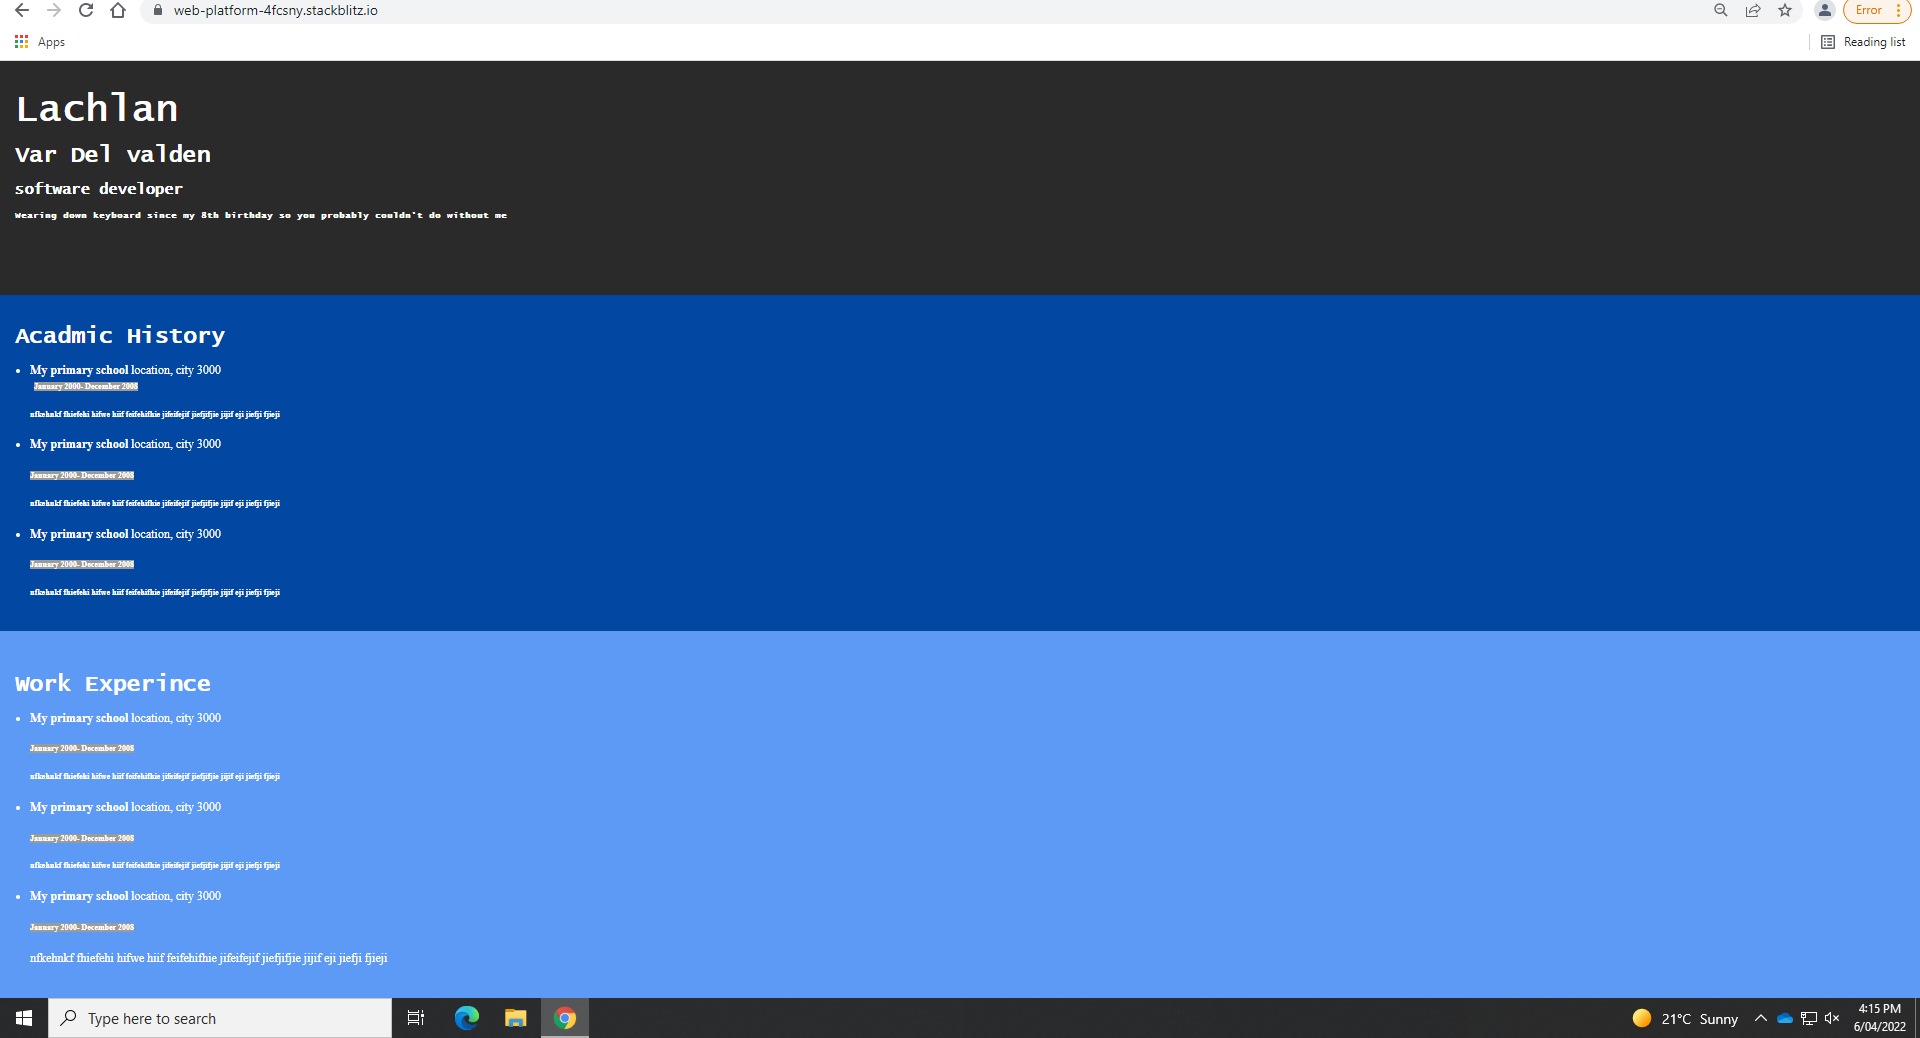 web-platform-4fcsny.stackblitz.io
Error
Apps
Reading list
Lachlan
Var Del valden
software developer
Wearing down keyboard since my 8th birthday so you probably couldn't do without me
Acadmic History
My primary school location, city 3000
January 2000- December 2008
nfkehnkf fhiefehi hifwe hiif feifehifhie jifeifejif jiefjifjie jijif eji jiefji fjieji
My primary school location, city 3000
January 2000- December 2008
nfkehnkf fhiefehi hifwe hiif feifehifhie jifeifejif jiefjifjie jijif eji jiefji fjieji
My primary school location, city 3000
January 2000- December 2008
nfkehnkf fhiefehi hifwe hiif feifehifhie jifeifejif jiefjifjie jijif eji jiefji fjieji
Work Experince
My primary school location, city 3000
January 2000- December 2008
nfkehnkf fhiefehi hifwe hiif feifehifhie jifeifejif jiefjifjie jijif eji jiefji fjieji
My primary school location, city 3000
January 2000- December 2008
nfkehnkf fhiefehi hifwe hiif feifehifhie jifeifejif jiefjifjie jijif eji jiefji fjieji
My primary school location, city 3000
January 2000- December 2008
nfkehnkf fhiefehi hifwe hiif feifehifhie jifeifejif jiefjifjie jijif eji jiefji fjieji
Type here to search
21°C Sunny
4:15 PM
6/04/2022